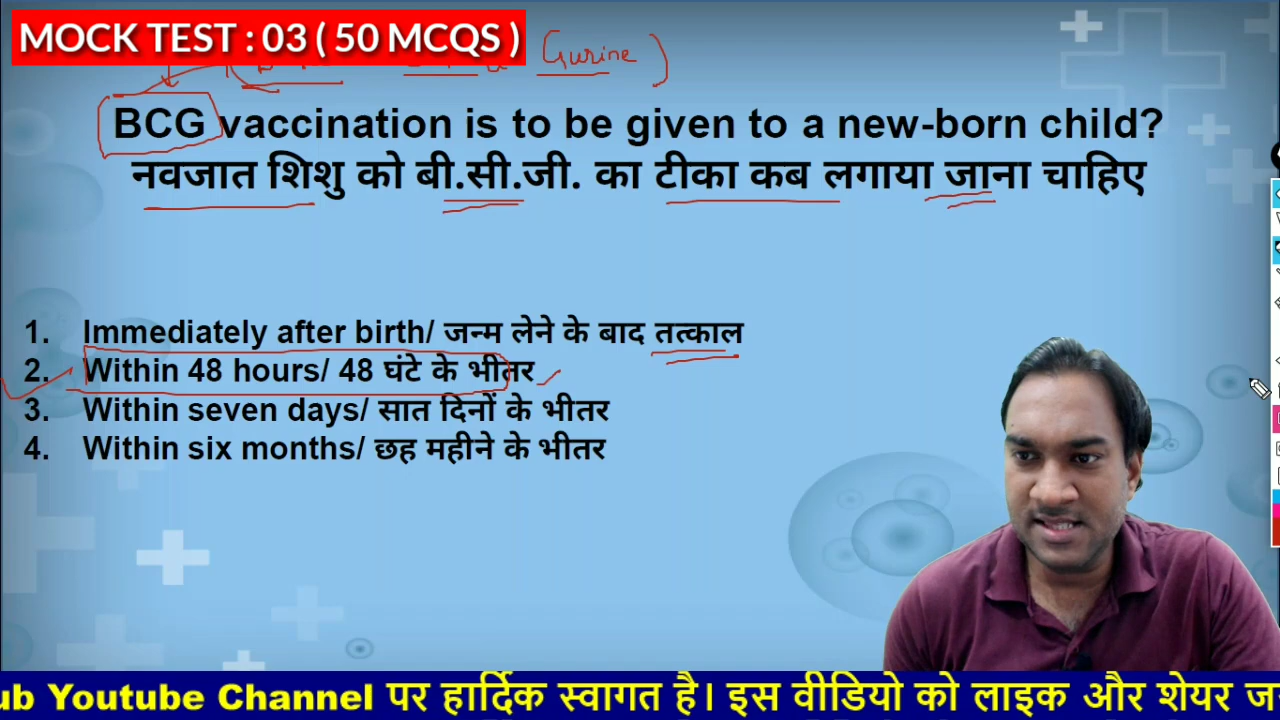 MOCK TEST : 03 ( 50 MCQS )
Gurine )
BCG vaccination is to be given to a new-born child?
नवजात शिशु को बी.सी.जी. का टीका कब लगाया जाना चाहिए
1. Immediately after birth/ जन्म लेने के बाद तत्काल
2. Within 48 hours/ 48 घंटे के भीतर
3. Within seven days/ सात दिनों के भीतर
4. Within six months/ छह महीने के भीतर
ub Youtube Channel पर हार्दिक स्वागत है। इस वीडियो को लाइक और शेयर ज